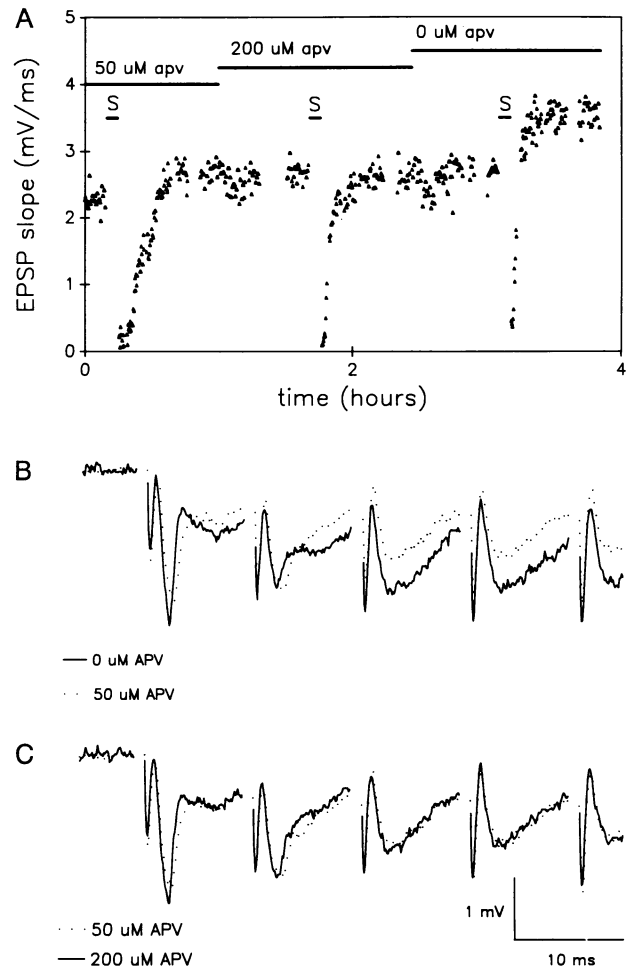 A
5
4
3
2
1
0
EPSP slope (mV/ms)
50 uM apv
200 uM apv
0 uM apv
S
S
S
0
2
4
time (hours)
B
0 uM APV
50 uM APV
C
50 uM APV
200 uM APV
1 mV
10 ms